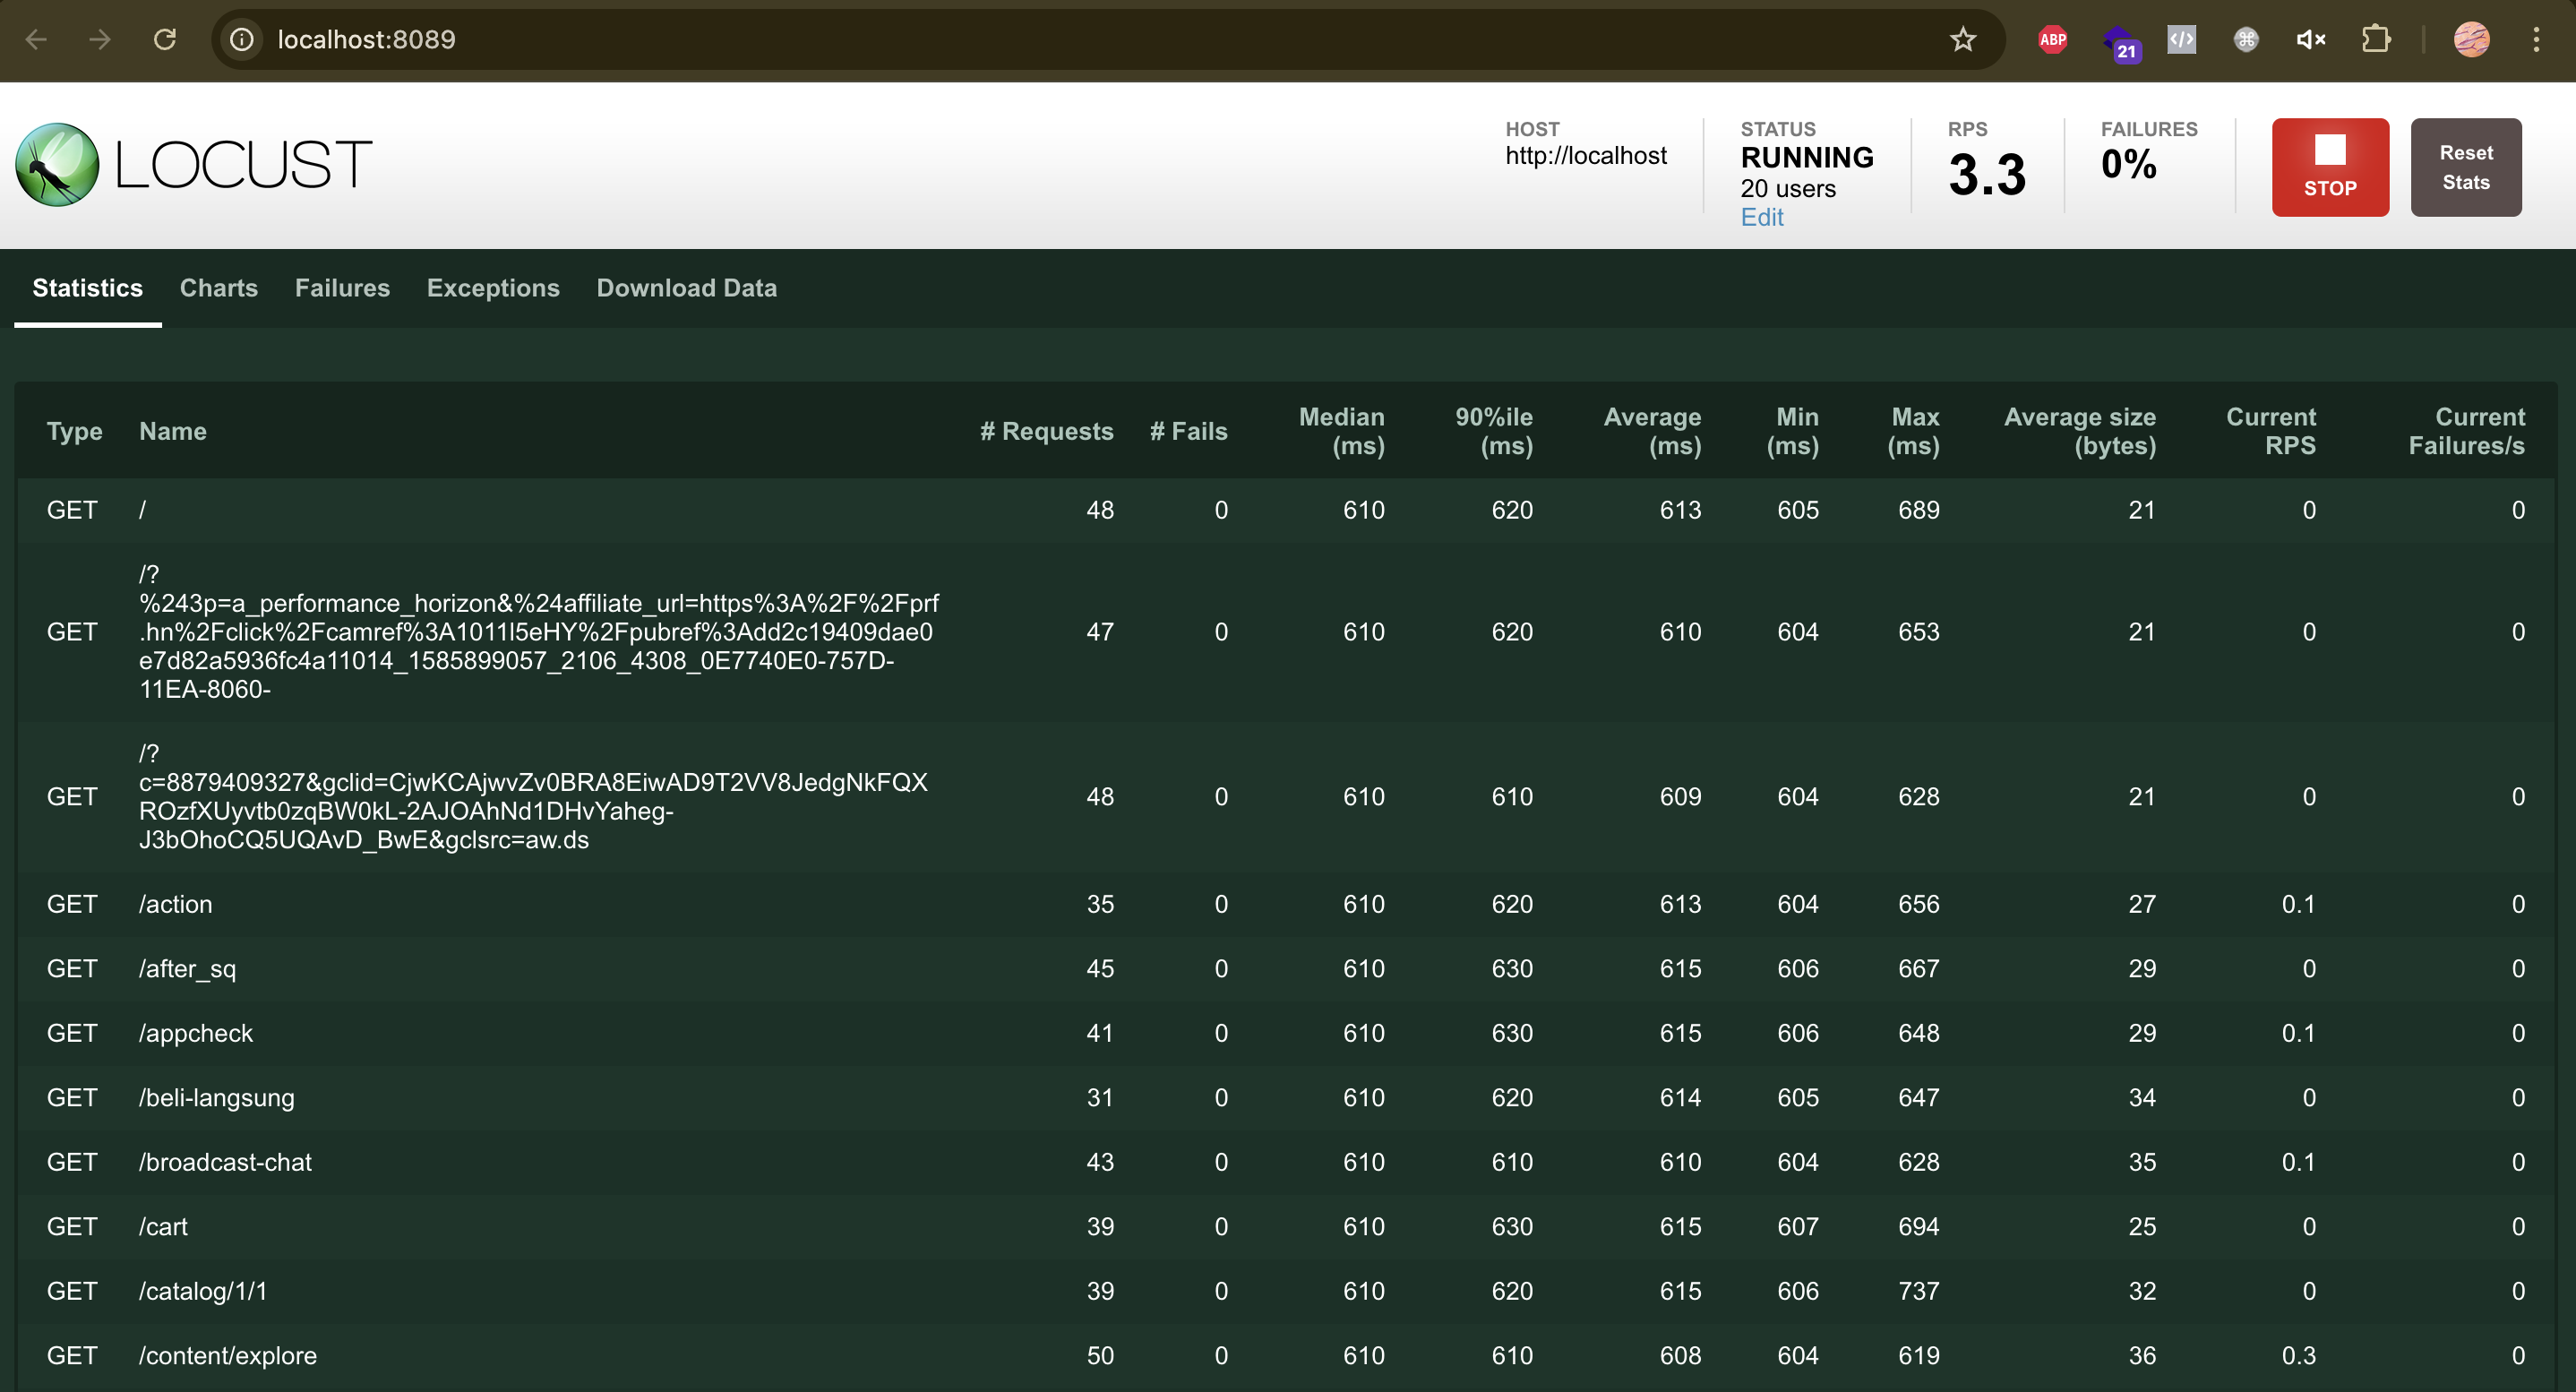 localhost:8089
ABP
21
LOCUST
HOST
http://localhost
STATUS
RUNNING
20 users
Edit
RPS
3.3
FAILURES
0%
STOP
Reset
Stats
Statistics Charts Failures Exceptions Download Data
Type Name # Requests # Fails Median (ms) 90%ile (ms) Average (ms) Min (ms) Max (ms) Average size (bytes) Current RPS Current Failures/s
GET / 48 0 610 620 613 605 689 21 0 0
/?
%243p=a_performance_horizon&%24affiliate_url=https%3A%2F%2Fprf
GET .hn%2Fclick%2Fcamref%3A1011l5eHY%2Fpubref%3Add2c19409dae0 47 0 610 620 610 604 653 21 0 0
e7d82a5936fc4a11014_1585899057_2106_4308_0E7740E0-757D-
11EA-8060-
/?
c=8879409327&gclid=CjwKCAjwvZv0BRA8EiwAD9T2VV8JedgNkFQX
GET ROzfXUyvtb0zqBW0kL-2AJOAhNd1DHvYaheg- 48 0 610 610 609 604 628 21 0 0
J3bOhoCQ5UQAvD_BwE&gclsrc=aw.ds
GET /action 35 0 610 620 613 604 656 27 0.1 0
GET /after_sq 45 0 610 630 615 606 667 29 0 0
GET /appcheck 41 0 610 630 615 606 648 29 0.1 0
GET /beli-langsung 31 0 610 620 614 605 647 34 0 0
GET /broadcast-chat 43 0 610 610 610 604 628 35 0.1 0
GET /cart 39 0 610 630 615 607 694 25 0 0
GET /catalog/1/1 39 0 610 620 615 606 737 32 0 0
GET /content/explore 50 0 610 610 608 604 619 36 0.3 0